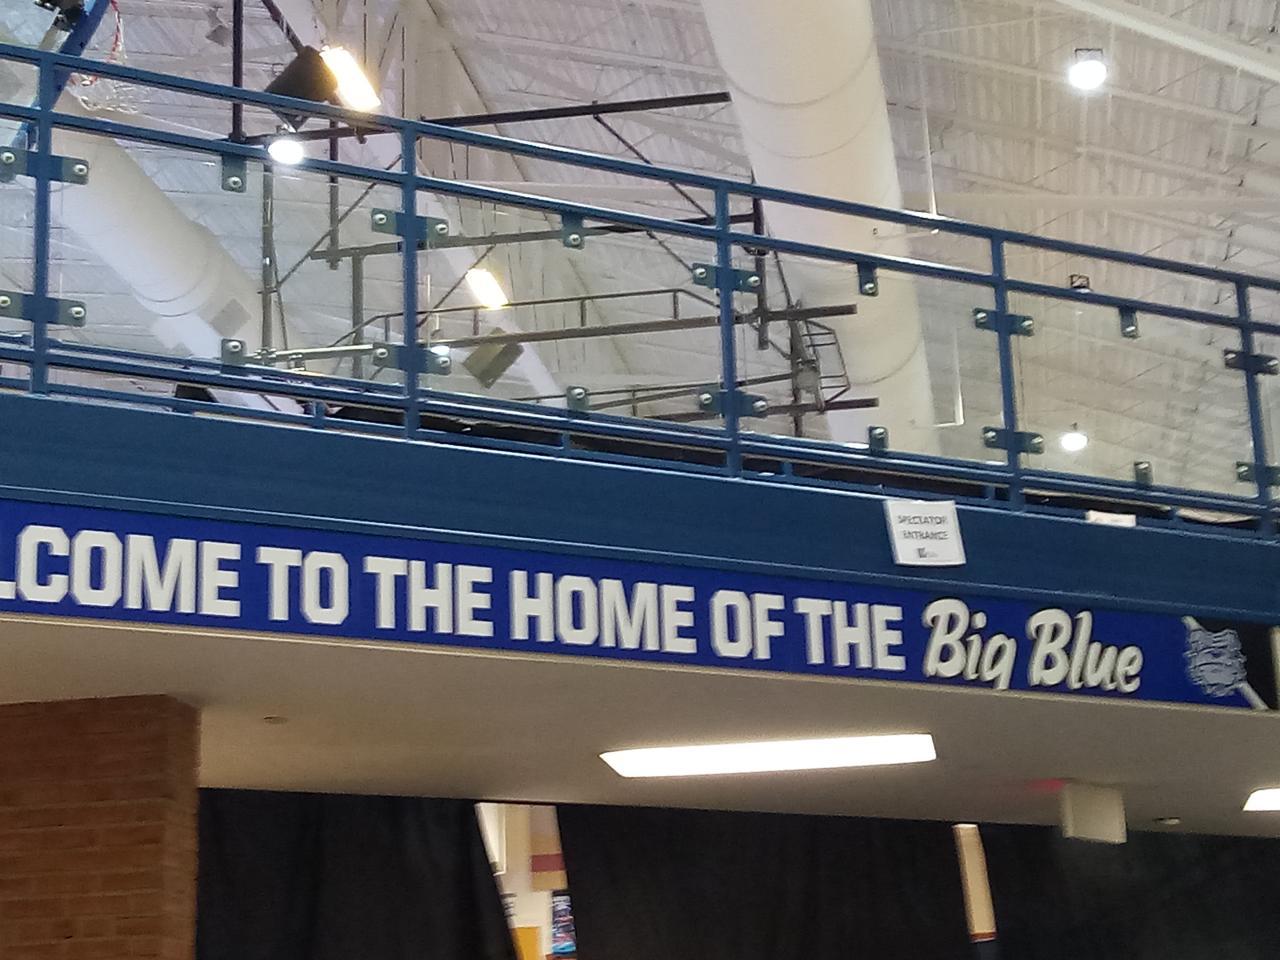 SPECTATOR
ENTRANCE
LCOME TO THE HOME OF THE Big Blue